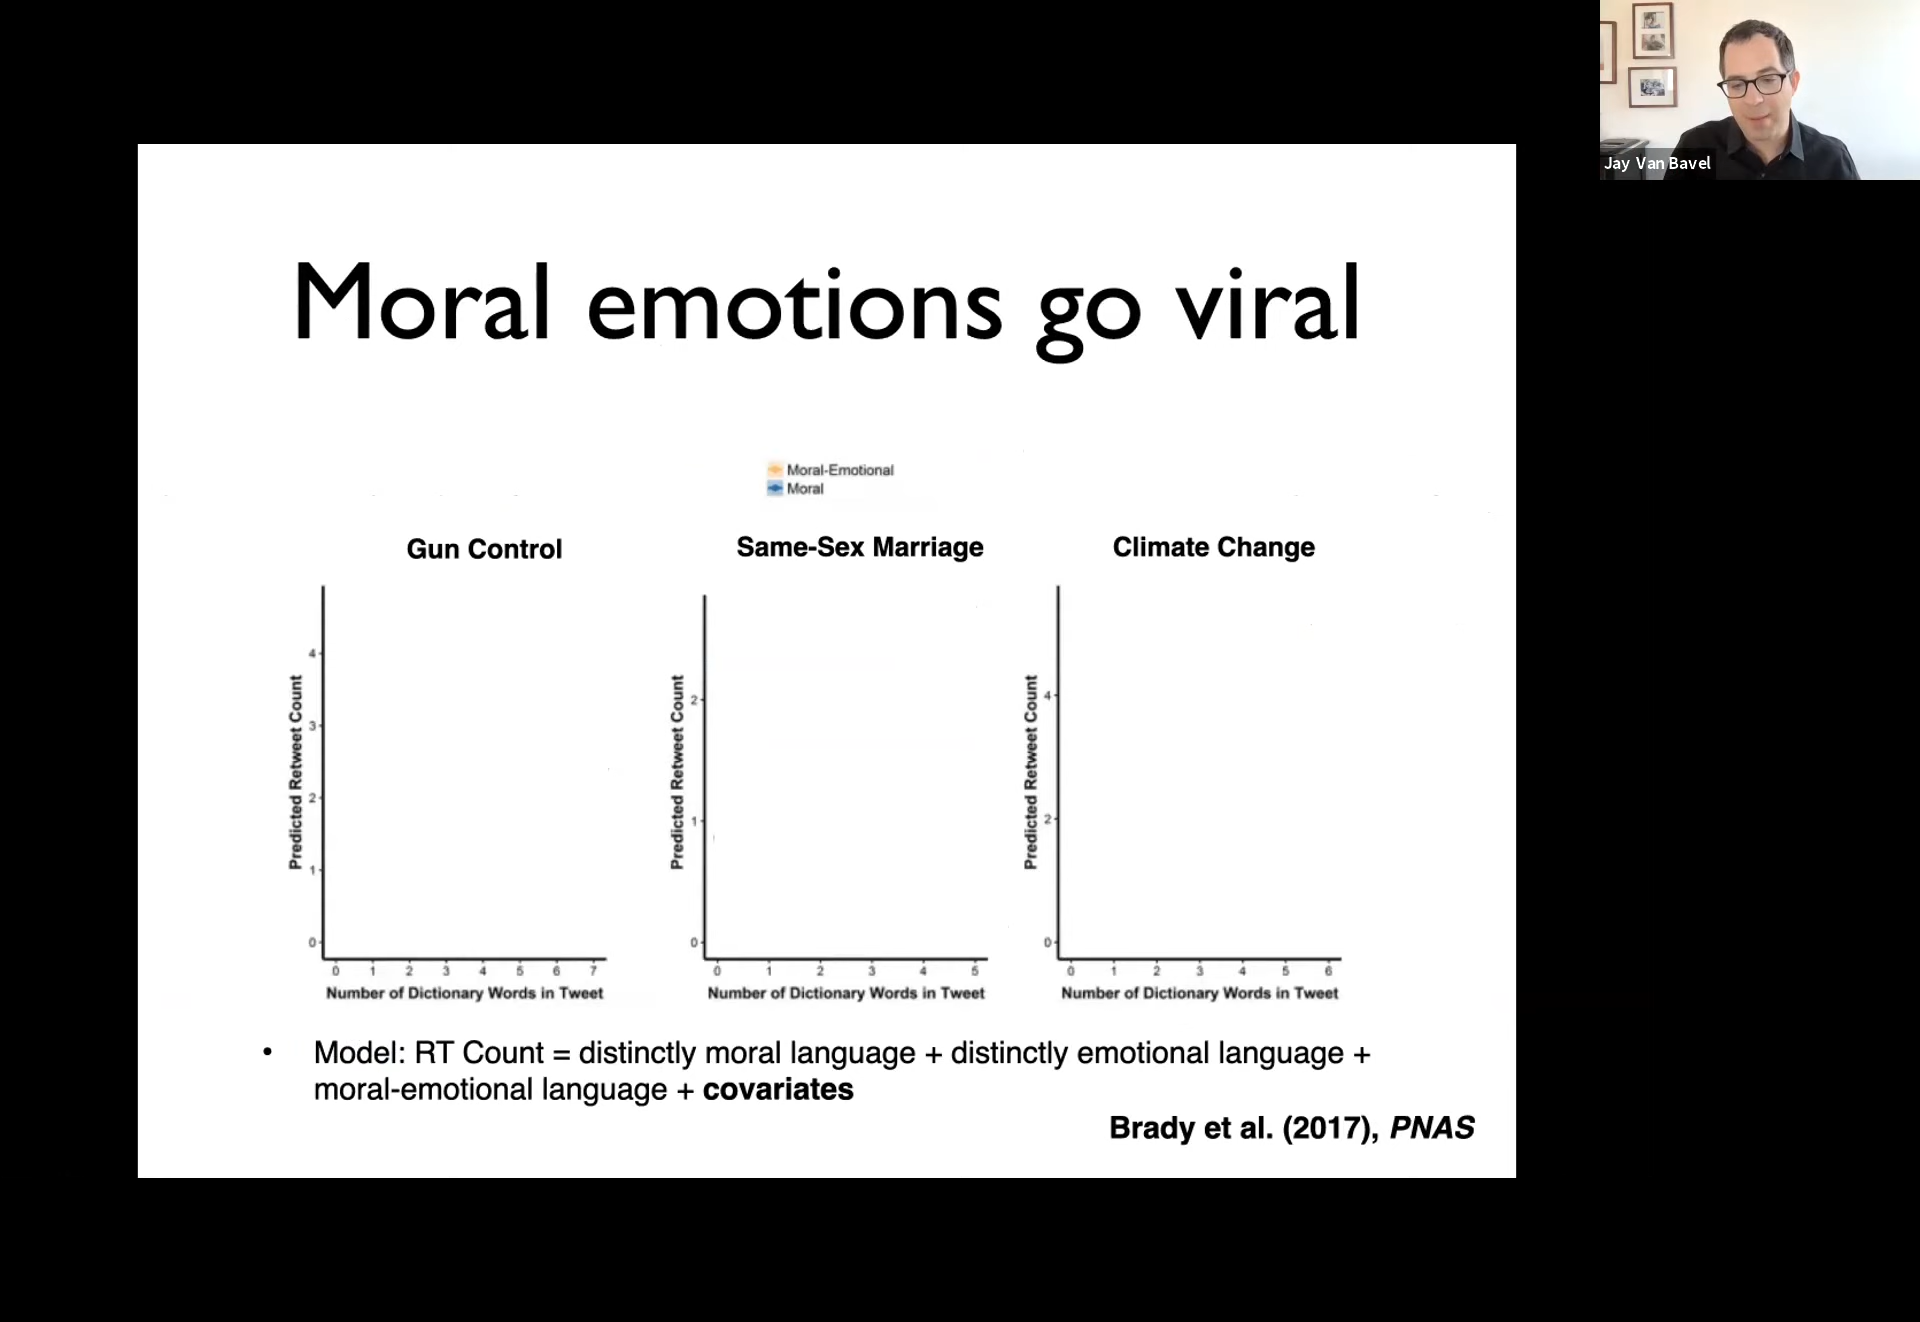 Jay Van Bavel
Moral emotions go viral
Moral-Emotional
Moral
Gun Control
Predicted Retweet Count
4
3
2
1
0
0 1 2 3 4 5 6 7
Number of Dictionary Words in Tweet
Same-Sex Marriage
Predicted Retweet Count
2
1
0
0 1 2 3 4 5
Number of Dictionary Words in Tweet
Climate Change
Predicted Retweet Count
4
2
0
0 1 2 3 4 5 6
Number of Dictionary Words in Tweet
• Model: RT Count = distinctly moral language + distinctly emotional language +
moral-emotional language + covariates
Brady et al. (2017), PNAS